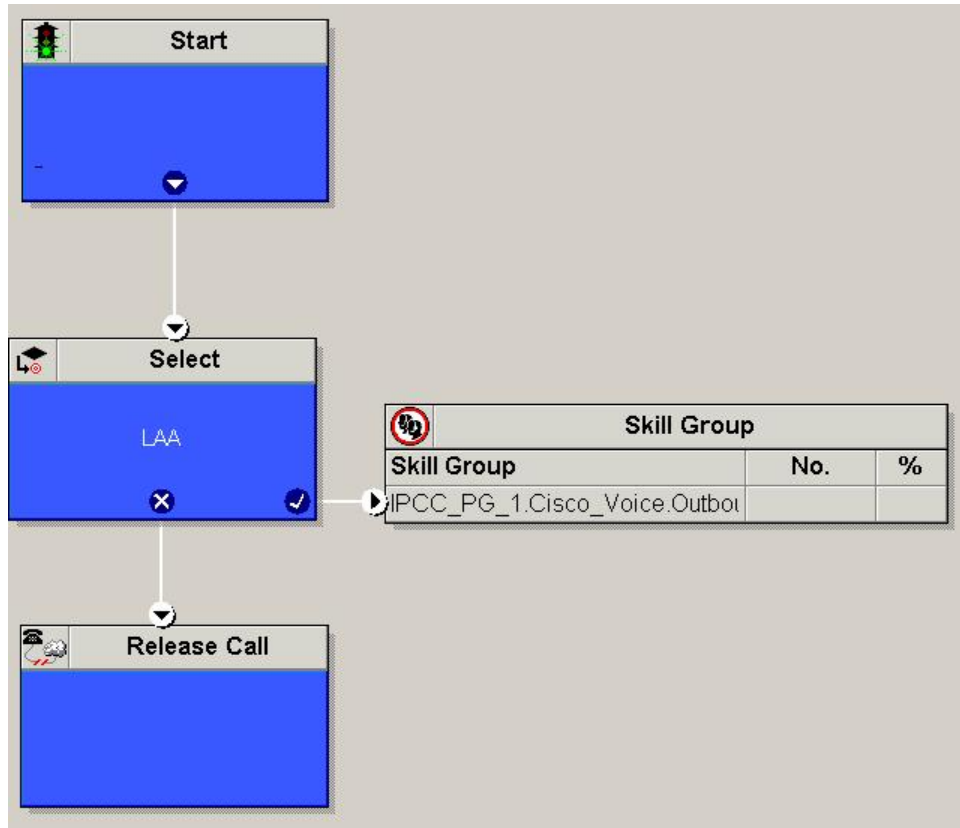 Start
Select
LAA
Skill Group
Skill Group No. %
IPCC_PG_1.Cisco_Voice.Outbou
Release Call